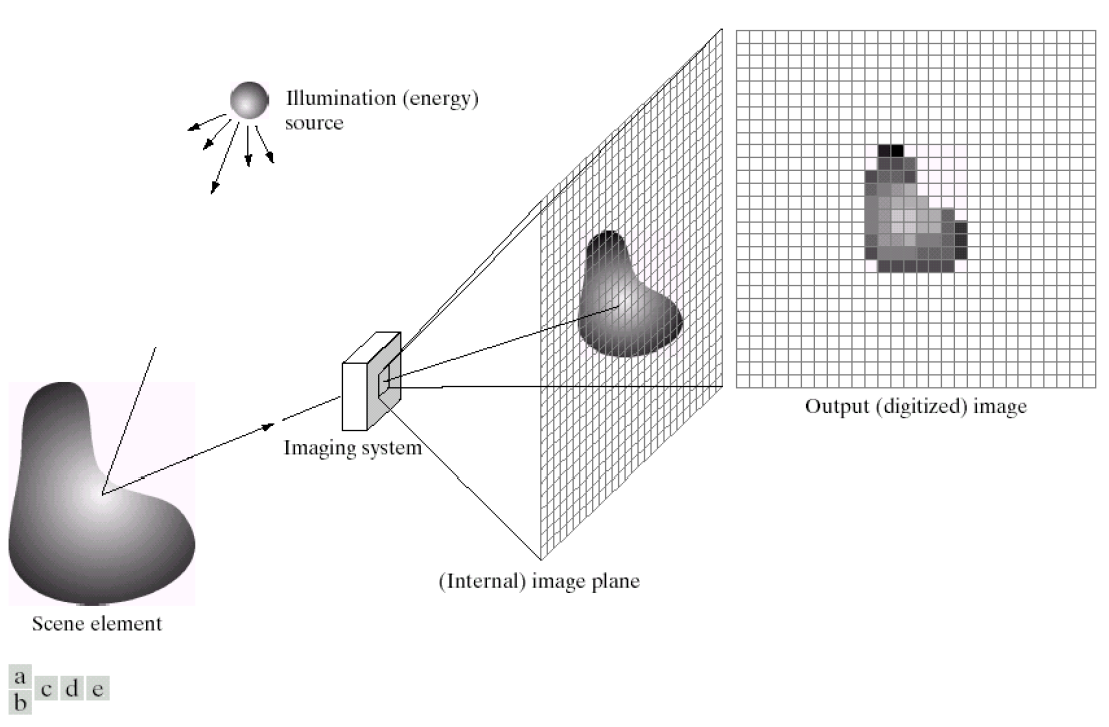 Illumination (energy)
source
Output (digitized) image
Imaging system
(Internal) image plane
Scene element
a
b
c d e